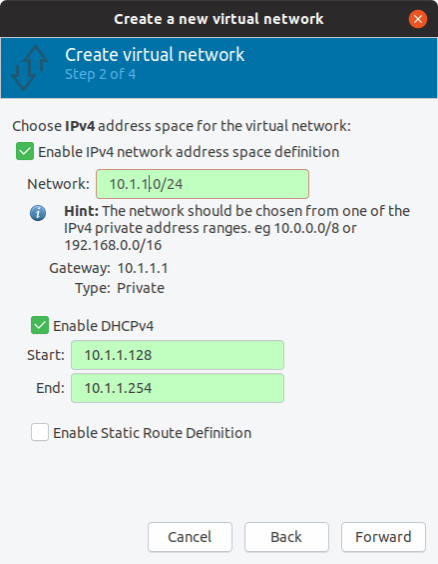 Create a new virtual network
Create virtual network
Step 2 of 4
Choose IPv4 address space for the virtual network:
Enable IPv4 network address space definition
Network: 10.1.1.0/24
Hint: The network should be chosen from one of the
IPv4 private address ranges. eg 10.0.0.0/8 or
192.168.0.0/16
Gateway: 10.1.1.1
Type: Private
Enable DHCPv4
Start: 10.1.1.128
End: 10.1.1.254
Enable Static Route Definition
Cancel Back Forward